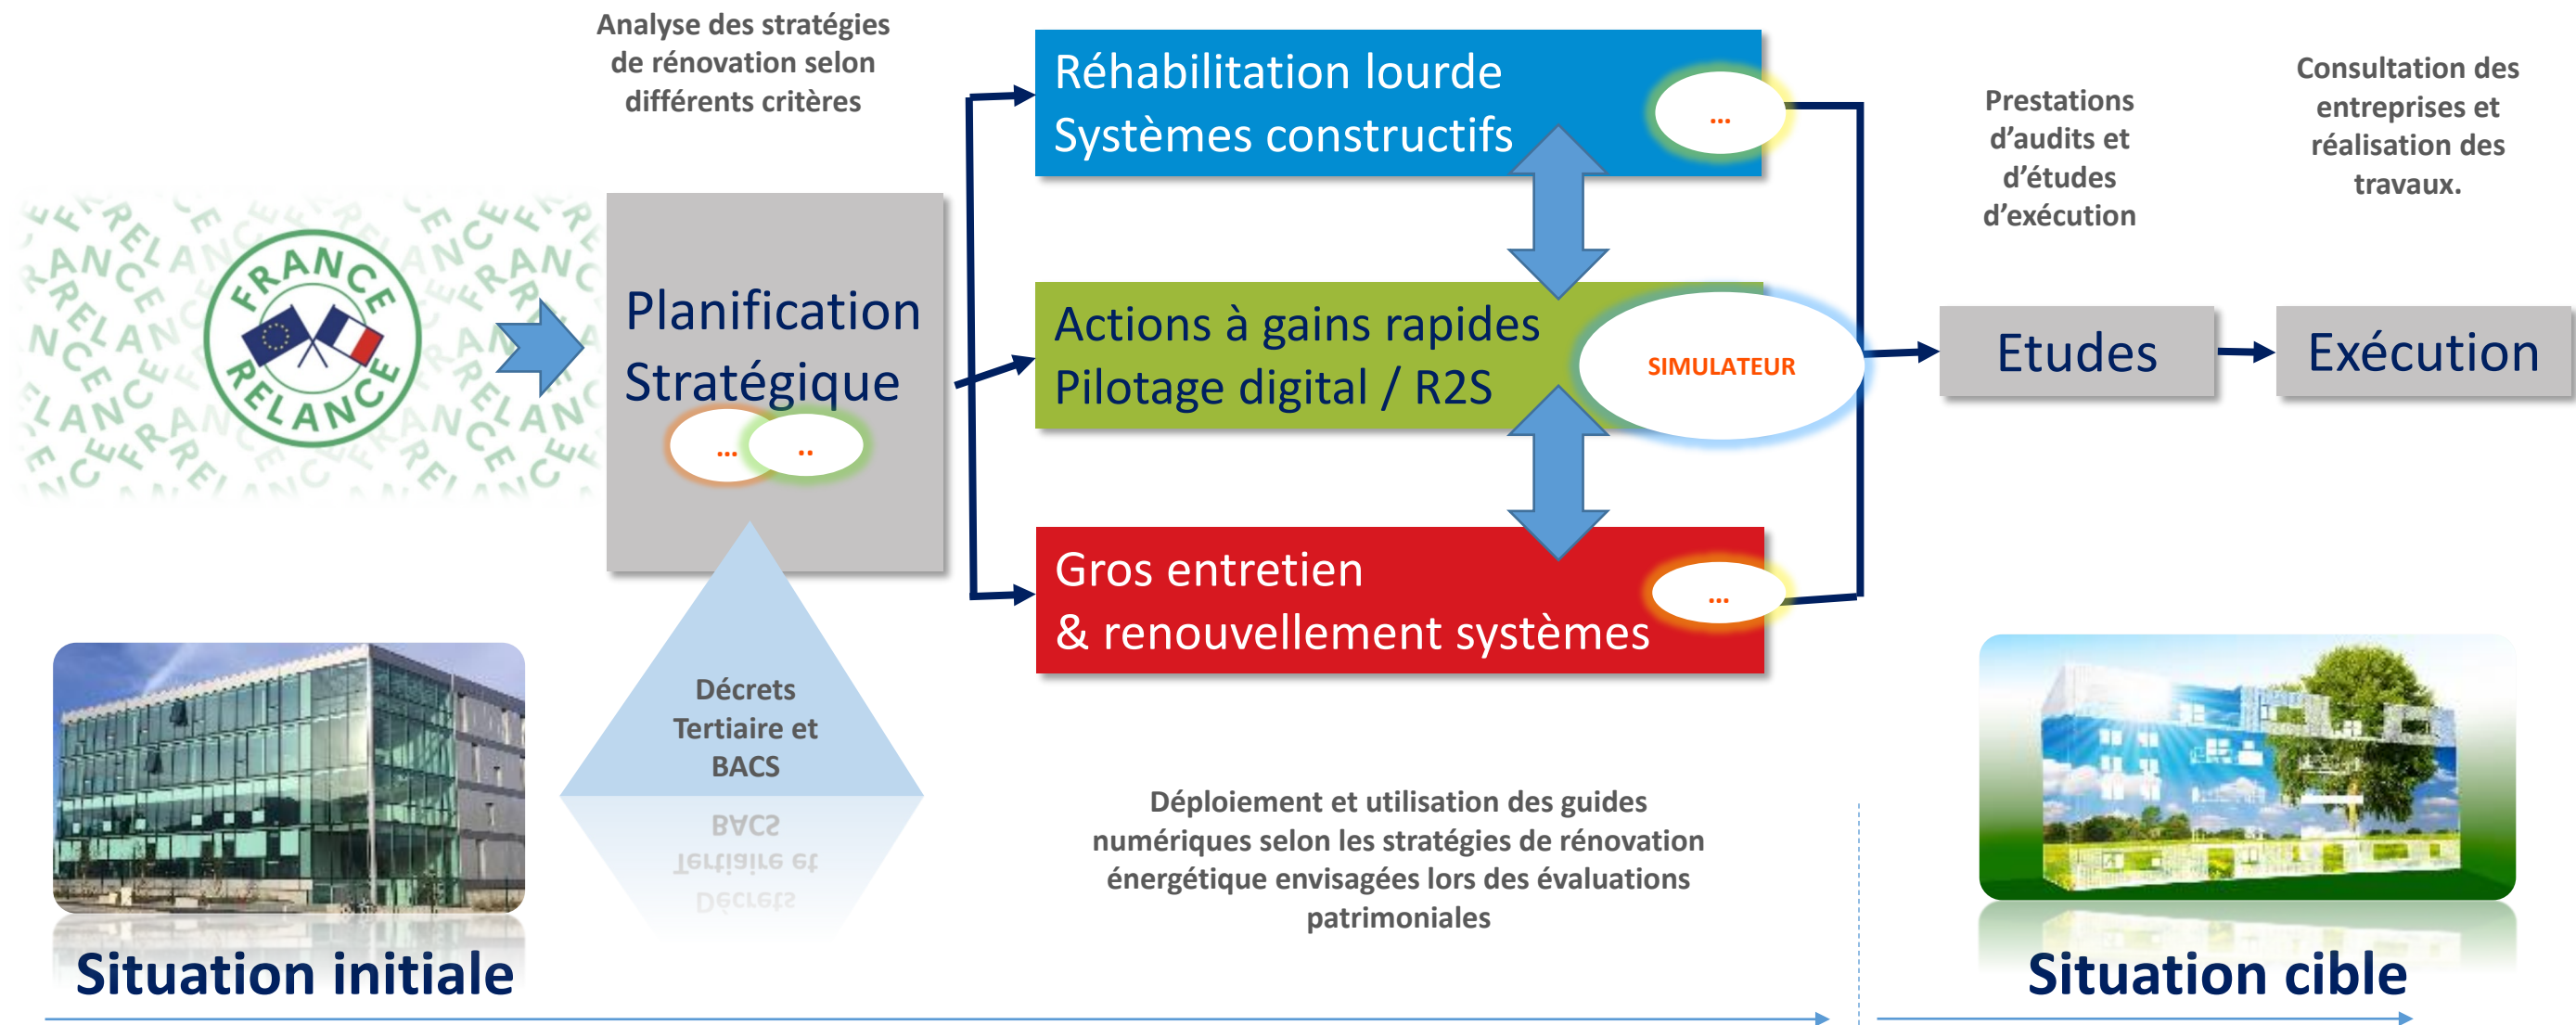 Analyse des stratégies
de rénovation selon
différents critères
FRANCE
RELANCE
Planification
Stratégique
...
..
Décrets
Tertiaire et
BACS
Réhabilitation lourde
Systèmes constructifs
...
Actions à gains rapides
Pilotage digital / R2S
SIMULATEUR
Gros entretien
& renouvellement systèmes
...
Déploiement et utilisation des guides
numériques selon les stratégies de rénovation
énergétique envisagées lors des évaluations
patrimoniales
Prestations
d’audits et
d’études
d’exécution
Etudes
Consultation des
entreprises et
réalisation des
travaux.
Exécution
Situation initiale
Situation cible